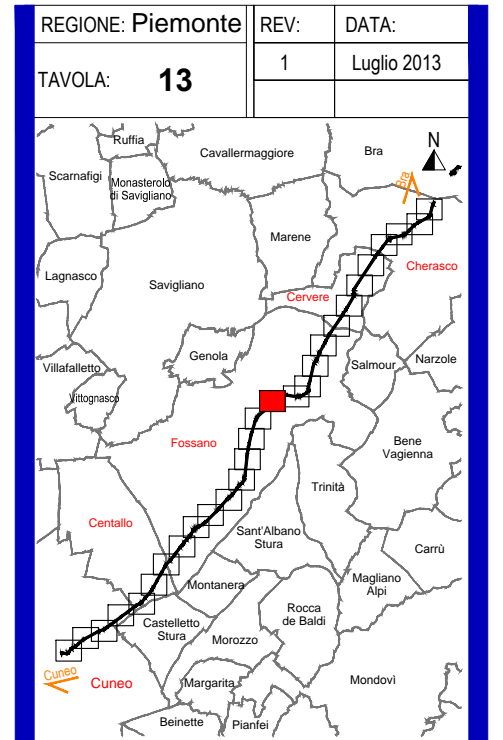 REGIONE: Piemonte
REV:
DATA:
TAVOLA: 13
1
Luglio 2013
Ruffia
Cavallermaggiore
Bra
N
Scarnafigi
Monasterolo
di Savigliano
Bra
Marene
Cherasco
Lagnasco
Savigliano
Cervere
Genola
Salmour
Narzole
Villafalletto
Vittognasco
Fossano
Bene
Vagienna
Trinità
Centallo
Sant'Albano
Stura
Carrù
Montanera
Magliano
Alpi
Rocca
de Baldi
Castelletto
Stura
Morozzo
Cuneo
Cuneo
Margarita
Mondovì
Beinette
Pianfei